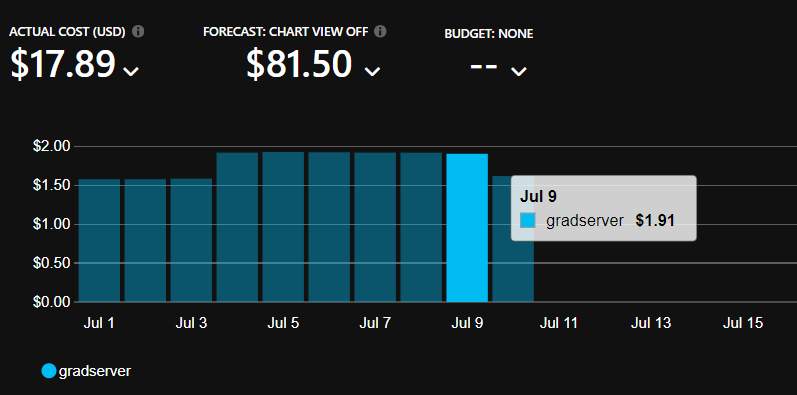 ACTUAL COST (USD)
FORECAST: CHART VIEW OFF
BUDGET: NONE
$17.89
$81.50
--
$2.00
$1.50
$1.00
$0.50
$0.00
Jul 9
gradserver $1.91
Jul 1 Jul 3 Jul 5 Jul 7 Jul 9 Jul 11 Jul 13 Jul 15
gradserver